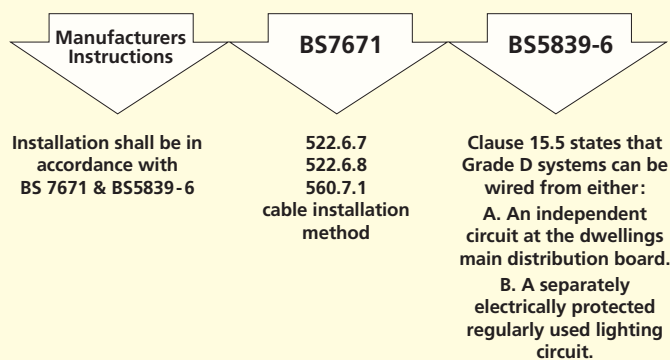 Manufacturers
Instructions
BS7671
BS5839-6
Installation shall be in
accordance with
BS 7671 & BS5839-6
522.6.7
522.6.8
560.7.1
cable installation
method
Clause 15.5 states that
Grade D systems can be
wired from either:
A. An independent
circuit at the dwellings
main distribution board.
B. A separately
electrically protected
regularly used lighting
circuit.